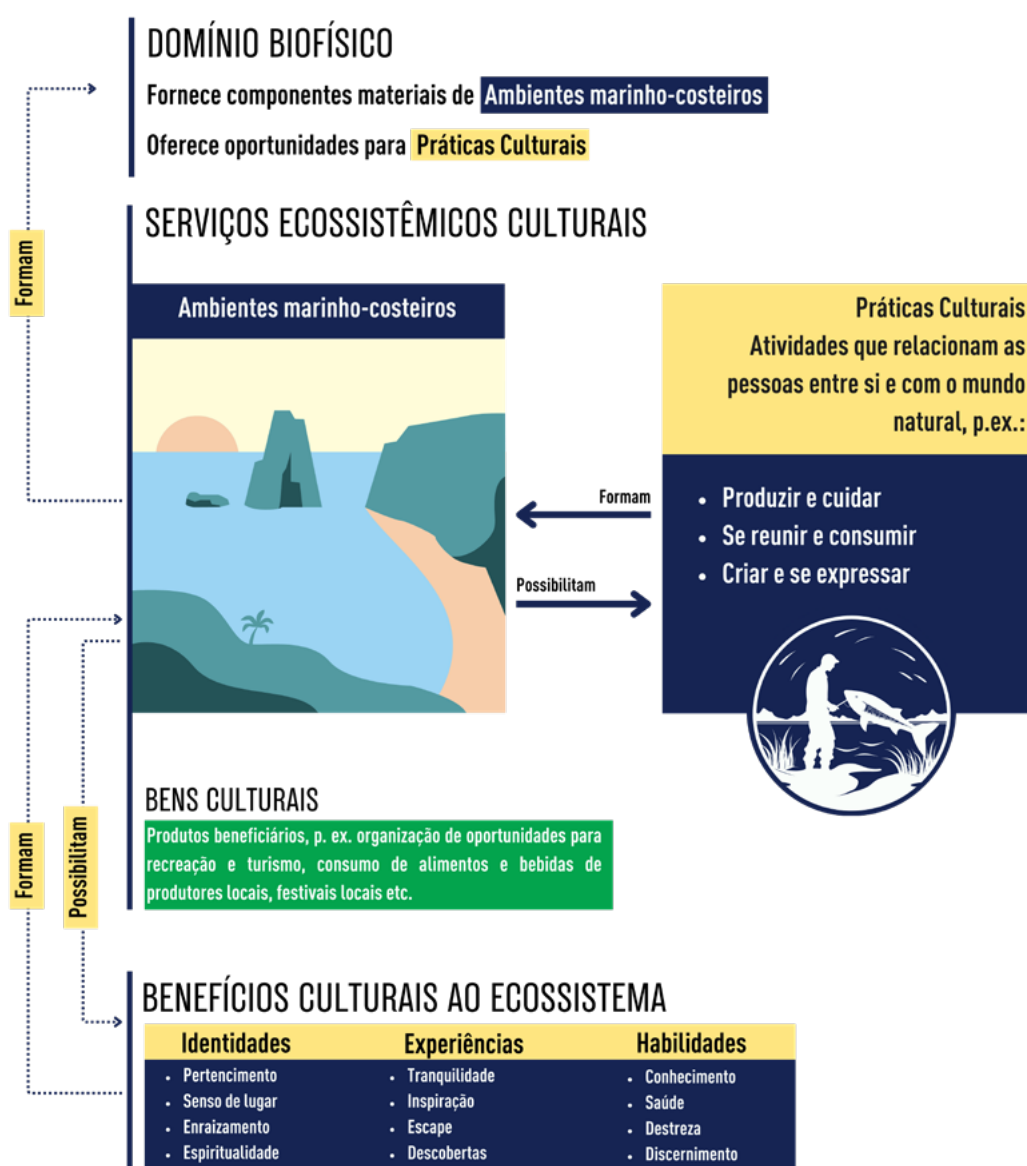 DOMÍNIO BIOFÍSICO
Fornece componentes materiais de Ambientes marinho-costeiros
Oferece oportunidades para Práticas Culturais
Formam
SERVIÇOS ECOSSISTÊMICOS CULTURAIS
Ambientes marinho-costeiros
Práticas Culturais
Atividades que relacionam as
pessoas entre si e com o mundo
natural, p.ex.:
Formam
Possibilitam
• Produzir e cuidar
• Se reunir e consumir
• Criar e se expressar
BENS CULTURAIS
Produtos beneficiários, p. ex. organização de oportunidades para
recreação e turismo, consumo de alimentos e bebidas de
produtores locais, festivais locais etc.
Formam
Possibilitam
BENEFÍCIOS CULTURAIS AO ECOSSISTEMA
Identidades
• Pertencimento
• Senso de lugar
• Enraizamento
• Espiritualidade
Experiências
• Tranquilidade
• Inspiração
• Escape
• Descobertas
Habilidades
• Conhecimento
• Saúde
• Destreza
• Discernimento